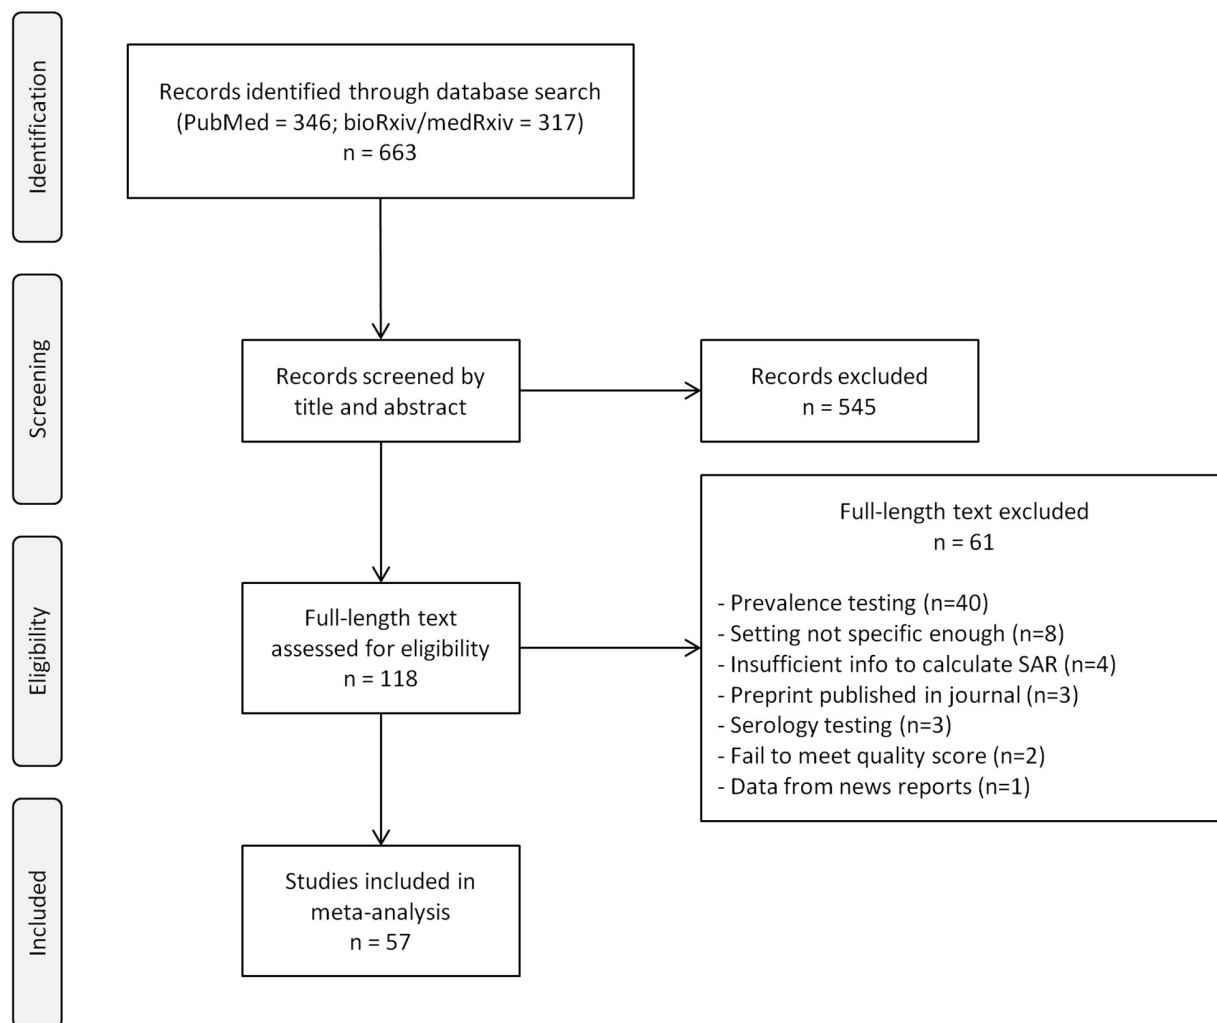 Identification
Records identified through database search
(PubMed = 346; bioRxiv/medRxiv = 317)
n = 663
Screening
Records screened by
title and abstract
Records excluded
n = 545
Eligibility
Full-length text
assessed for eligibility
n = 118
Full-length text excluded
n = 61
- Prevalence testing (n=40)
- Setting not specific enough (n=8)
- Insufficient info to calculate SAR (n=4)
- Preprint published in journal (n=3)
- Serology testing (n=3)
- Fail to meet quality score (n=2)
- Data from news reports (n=1)
Included
Studies included in
meta-analysis
n = 57